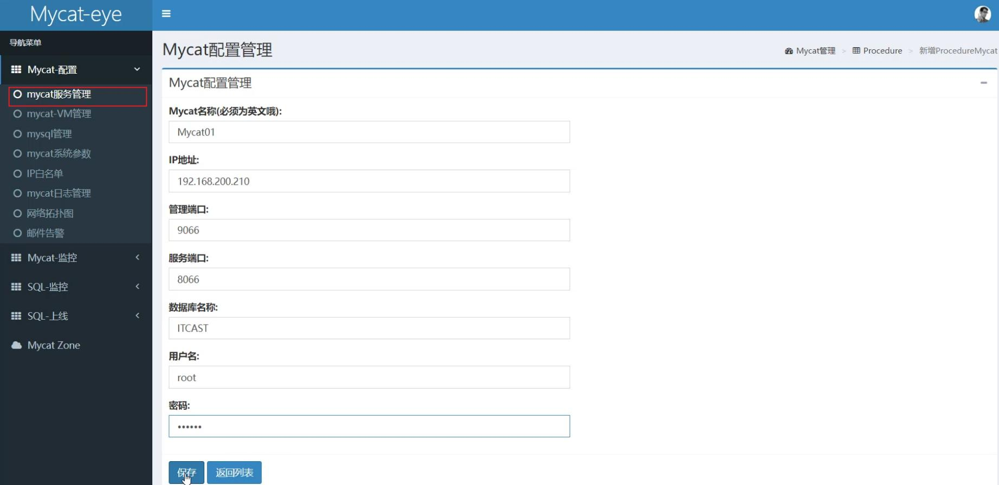 Mycat-eye
导航菜单
Mycat-配置
mycat服务管理
mycat-VM管理
mysql管理
mycat系统参数
IP白名单
mycat日志管理
网络拓扑图
邮件告警
Mycat-监控
SQL-监控
SQL-上线
Mycat Zone
Mycat配置管理
Mycat管理 > Procedure > 新增ProcedureMycat
Mycat配置管理
Mycat名称(必须为英文哦):
Mycat01
IP地址:
192.168.200.210
管理端口:
9066
服务端口:
8066
数据库名称:
ITCAST
用户名:
root
密码:
••••••
保存 返回列表